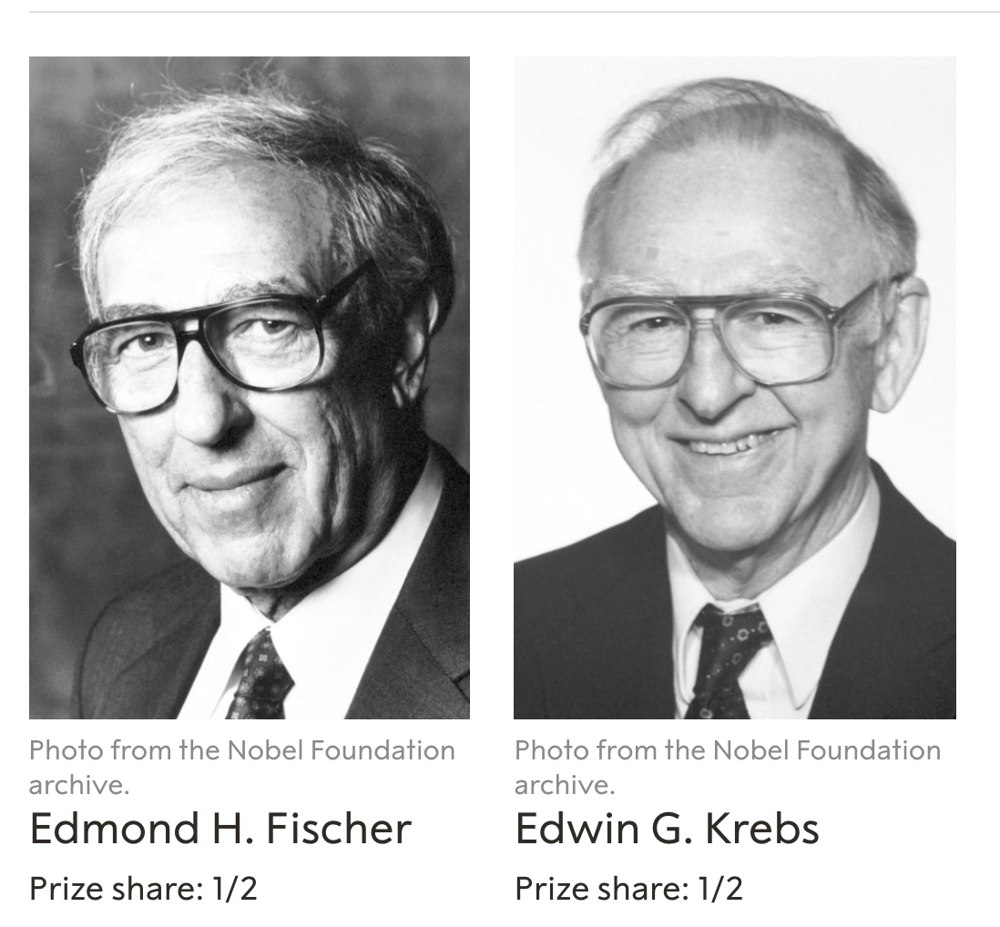 Photo from the Nobel Foundation
archive.
Edmond H. Fischer
Prize share: 1/2
Photo from the Nobel Foundation
archive.
Edwin G. Krebs
Prize share: 1/2